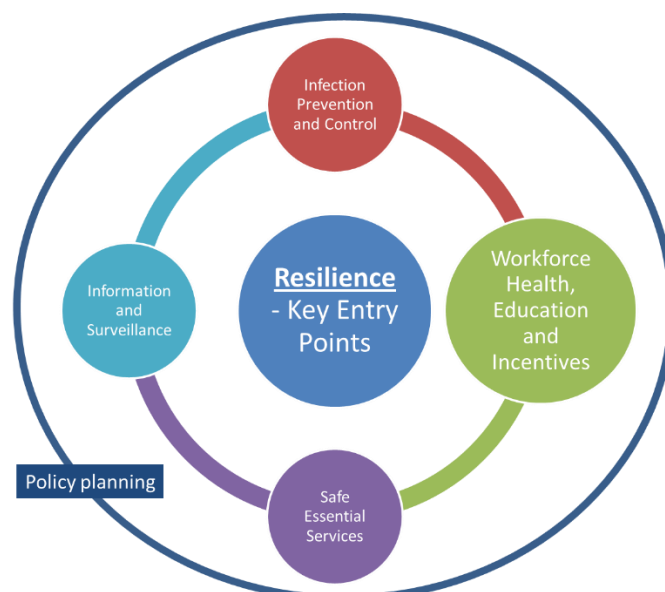 Infection
Prevention
and Control
Workforce
Health,
Education
and
Incentives
Resilience
- Key Entry
Points
Information
and
Surveillance
Policy planning
Safe
Essential
Services